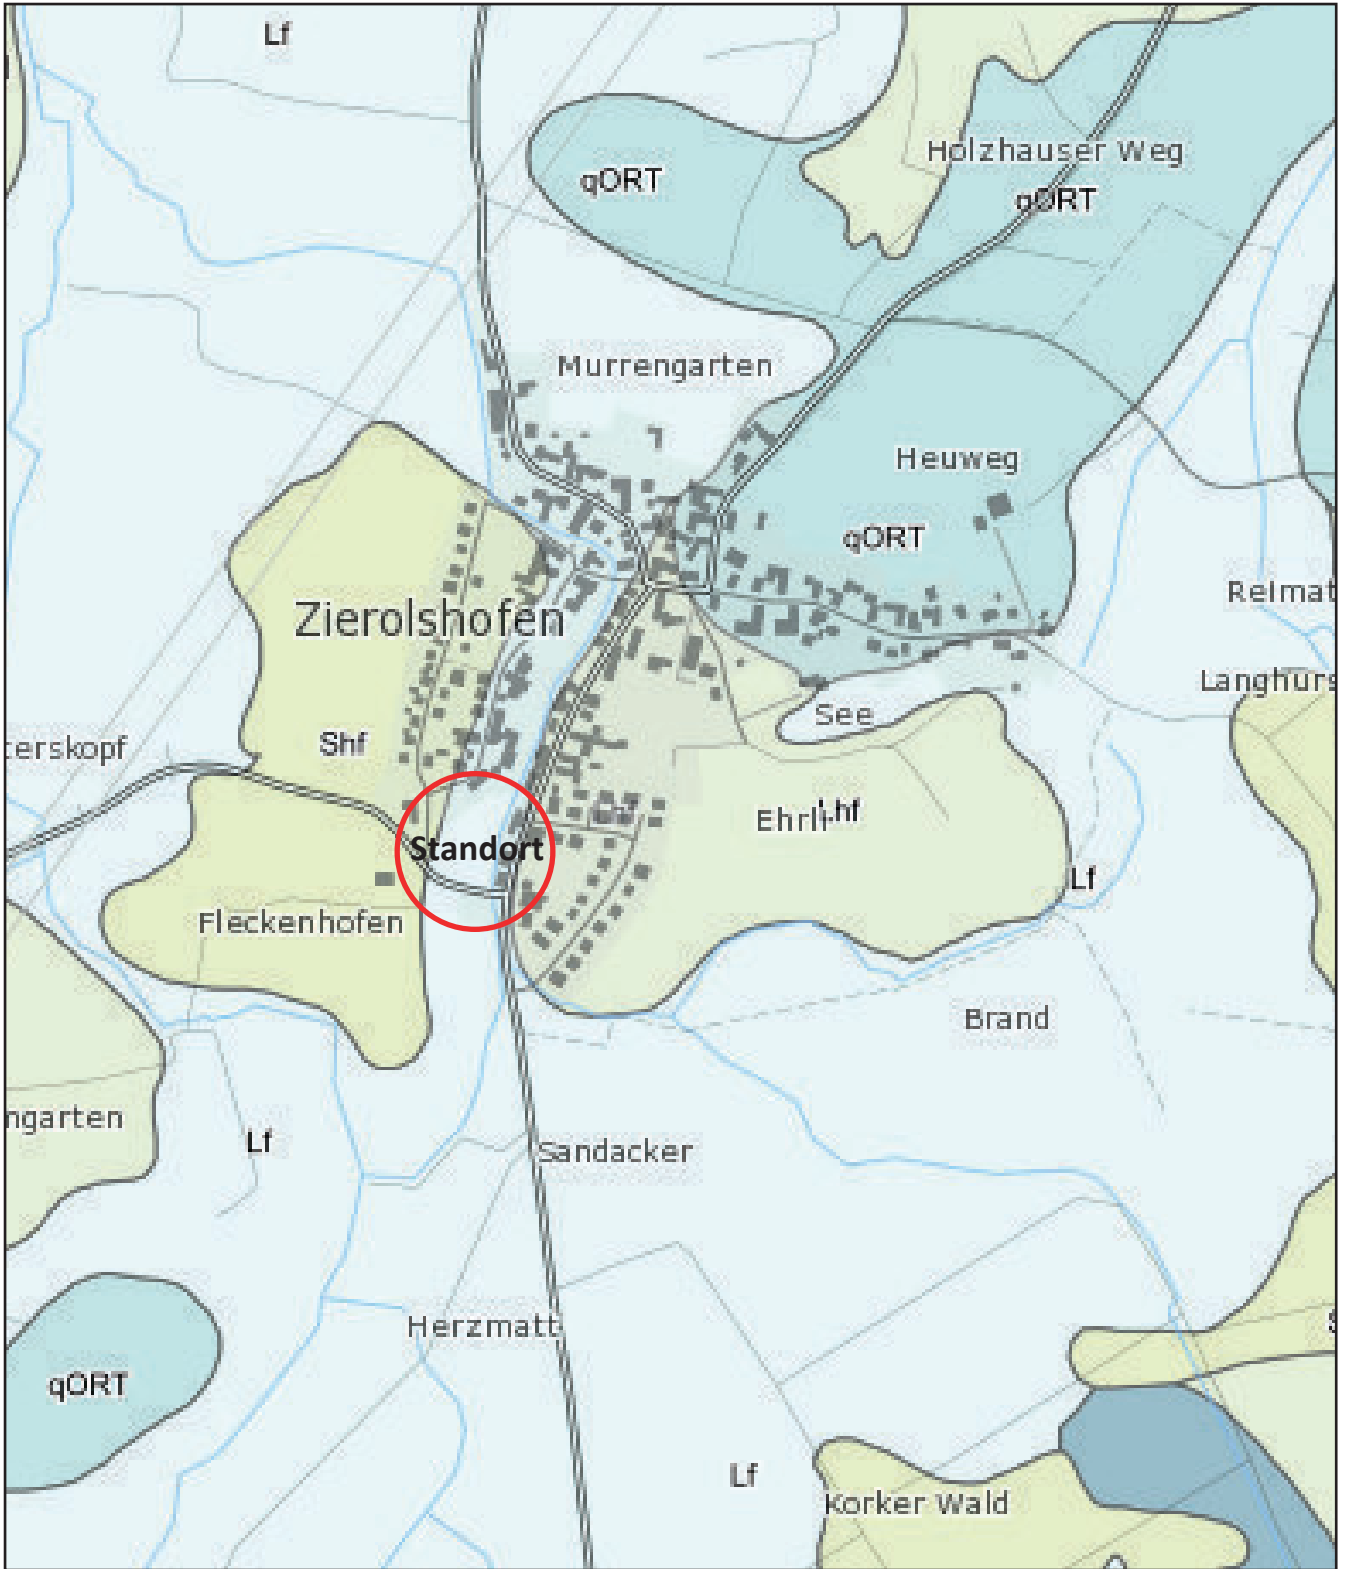 Lf
Holzhauser Weg
qORT
qORT
Murrengarten
Heuweg
qORT
Reimat
Zierolshofen
Langhurs
See
terskopf
Shf
Ehrli
Lhf
Standort
Lf
Fleckenhofen
Brand
ngarten
Lf
Sandacker
Herzmatt
S
qORT
Lf
Korker Wald